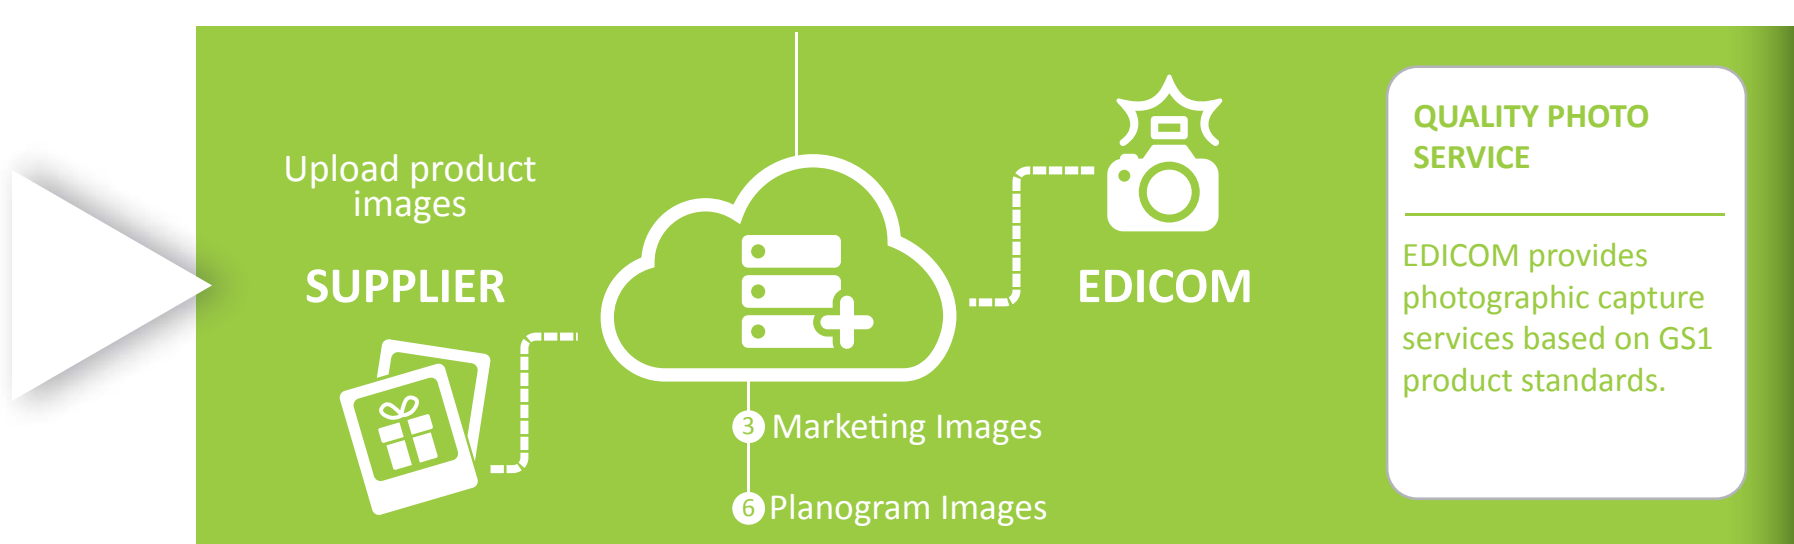 Upload product
images
SUPPLIER
EDICOM
3 Marketing Images
6 Planogram Images
QUALITY PHOTO
SERVICE
EDICOM provides
photographic capture
services based on GS1
product standards.